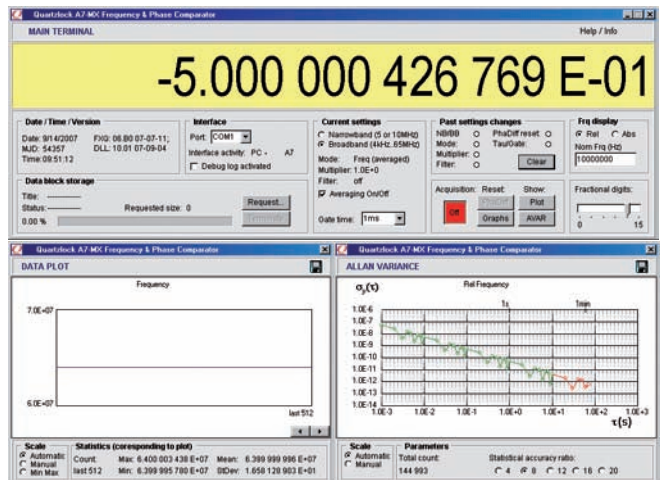 Quartzlock A7-MX Frequency & Phase Comparator
MAIN TERMINAL
Help / Info
-5.000 000 426 769 E-01
Date / Time / Version
Date: 9/14/2007 FXG: 06.80 07-07-11;
MJD: 54357 DLL: 10.01 07-09-04
Time: 09:51:12
Data block storage
Title: --------
Status: -------- Requested size: 0
0.00 %
Request...
Interface
Port: COM1
Interface activity: PC - A7
Debug log activated
Current settings
Narrowband (5 or 10MHz)
Broadband (4kHz..65MHz)
Mode: Freq (averaged)
Multiplier: 1.0E+0
Filter: off
Averaging On/Off
Gate time: 1ms
Past settings changes
NB/BB PhaDiff reset:
Mode: Tau/Gate:
Multiplier:
Filter:
Clear
Acquisition: Reset: Show:
Off
Plot
Graphs
AVAR
Frq display
Rel Abs
Nom Frq (Hz)
10000000
Fractional digits:
0 15
Quartzlock A7-MX Frequency & Phase Comparator
DATA PLOT
Frequency
7.0E+07
6.0E+07
last 512
Scale
Automatic
Manual
Min Max
Statistics (coresponding to plot)
Count: Max: 6.400 003 438 E+07 Mean: 6.399 999 996 E+07
last 512 Min: 6.399 995 780 E+07 StDev: 1.658 128 903 E+01
Quartzlock A7-MX Frequency & Phase Comparator
ALLAN VARIANCE
σy(τ)
Rel Frequency
1s 1min
1.0E-6
1.0E-7
1.0E-8
1.0E-9
1.0E-10
1.0E-11
1.0E-12
1.0E-13
1.0E-14
1.0E-3 1.0E-2 1.0E-1 1.0E+0 1.0E+1 1.0E+2 1.0E+3
τ(s)
Scale
Automatic
Manual
Parameters
Total count:
144 993
Statistical accuracy ratio:
4 8 12 16 20